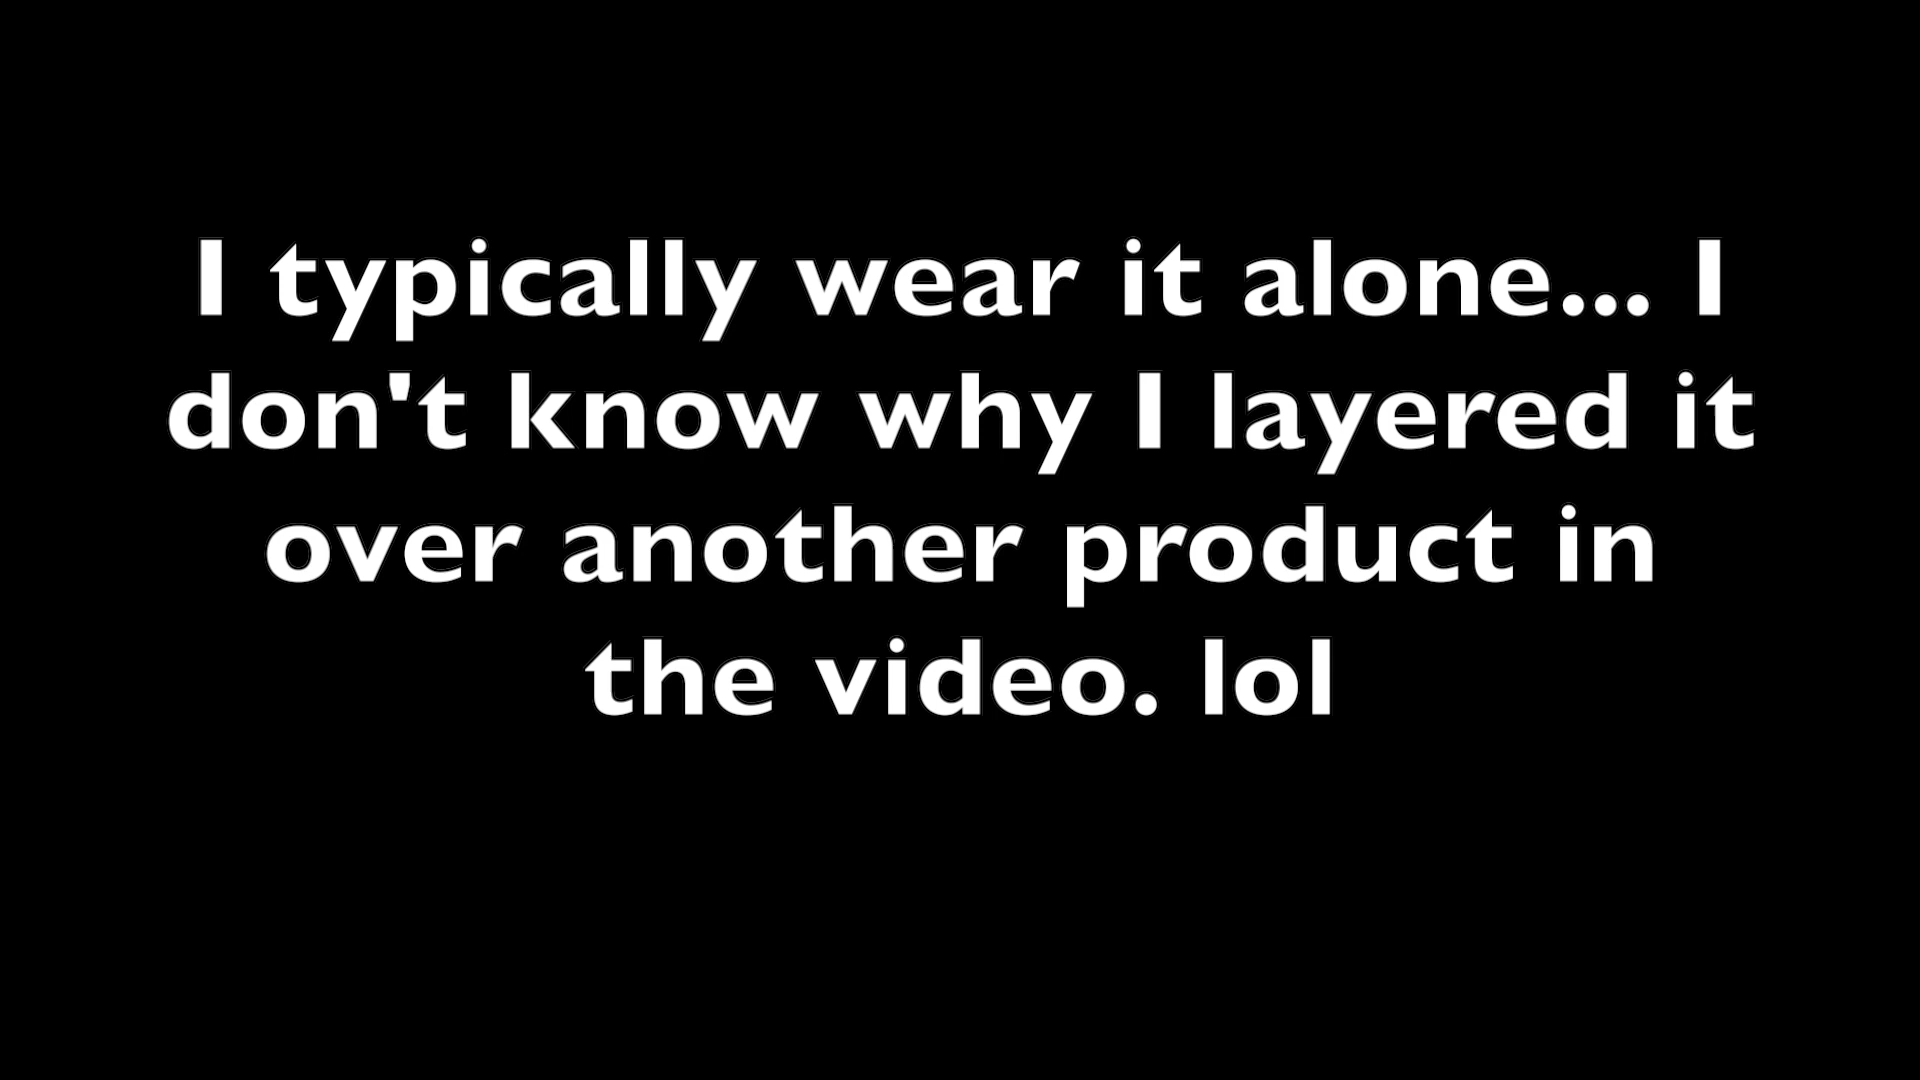 I typically wear it alone... I
don't know why I layered it
over another product in
the video. lol